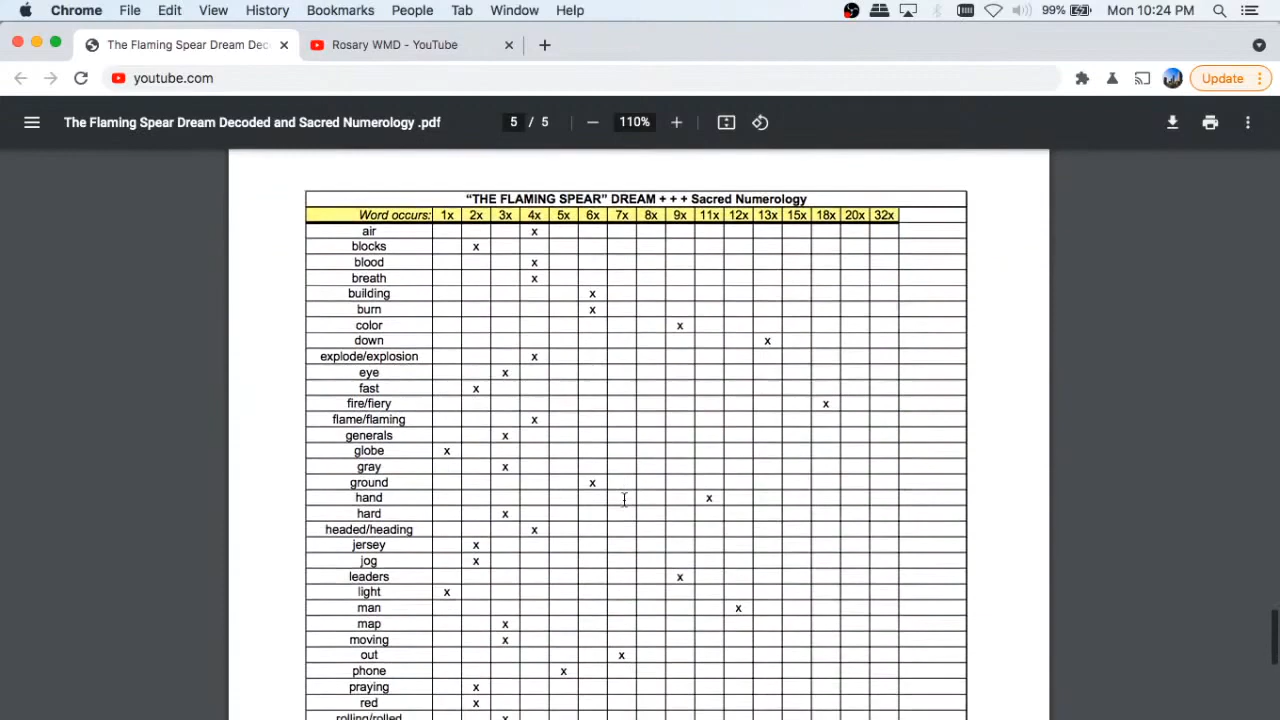 Chrome File Edit View History Bookmarks People Tab Window Help 99% Mon 10:24 PM
The Flaming Spear Dream Dec Rosary WMD - YouTube
youtube.com Update
The Flaming Spear Dream Decoded and Sacred Numerology .pdf 5 / 5 110%
“THE FLAMING SPEAR” DREAM + + + Sacred Numerology
Word occurs: 1x 2x 3x 4x 5x 6x 7x 8x 9x 11x 12x 13x 15x 18x 20x 32x
air x
blocks x
blood x
breath x
building x
burn x
color x
down x
explode/explosion x
eye x
fast x
fire/fiery x
flame/flaming x
generals x
globe x
gray x
ground x
hand x
hard x
headed/heading x
jersey x
jog x
leaders x
light x
man x
map x
moving x
out x
phone x
praying x
red x
rolling/rolled x